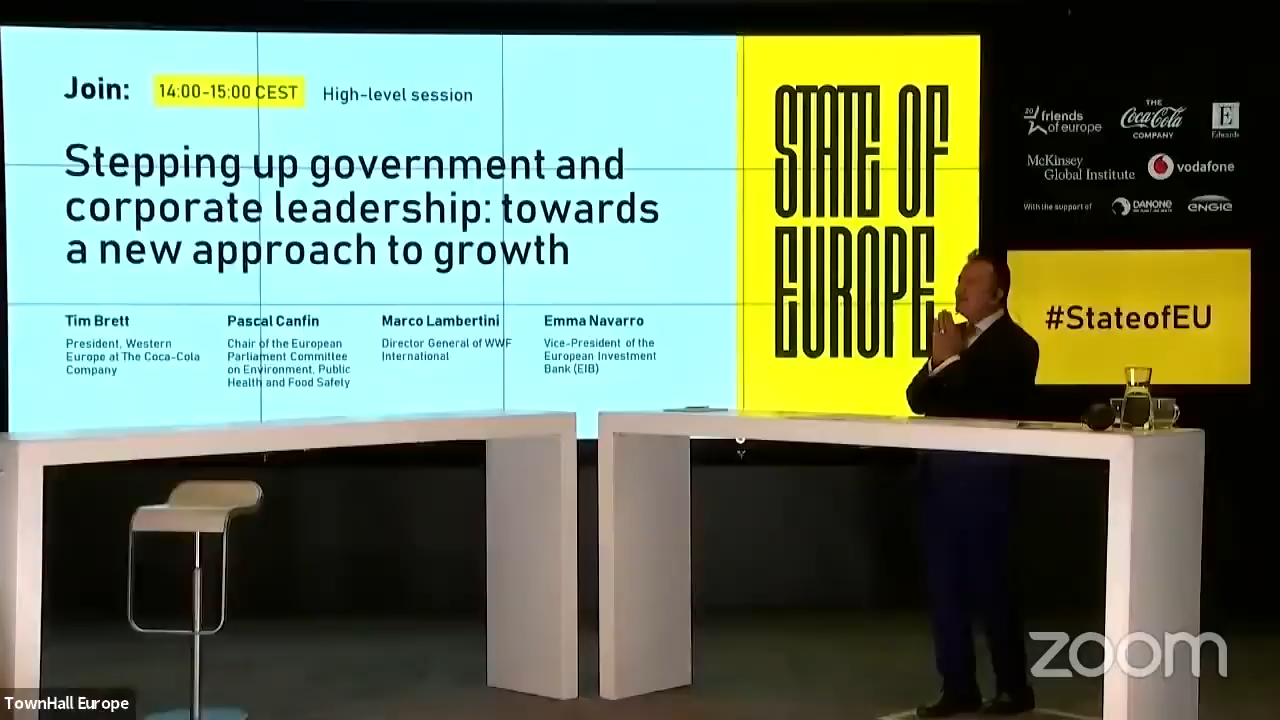 Join: 14:00-15:00 CEST High-level session
Stepping up government and
corporate leadership: towards
a new approach to growth
Tim Brett
President, Western
Europe at The Coca-Cola
Company
Pascal Canfin
Chair of the European
Parliament Committee
on Environment, Public
Health and Food Safely
Marco Lambertini
Director General of WWF
International
Emma Navarro
Vice-President of the
European Investment
Bank (EIB)
STATE OF
EUROPE
20 friends
of europe
THE
Coca-Cola
COMPANY
E
Edwards
McKinsey
Global Institute
vodafone
With the support of
DANONE
ENGIE
#StateofEU
zoom
TownHall Europe